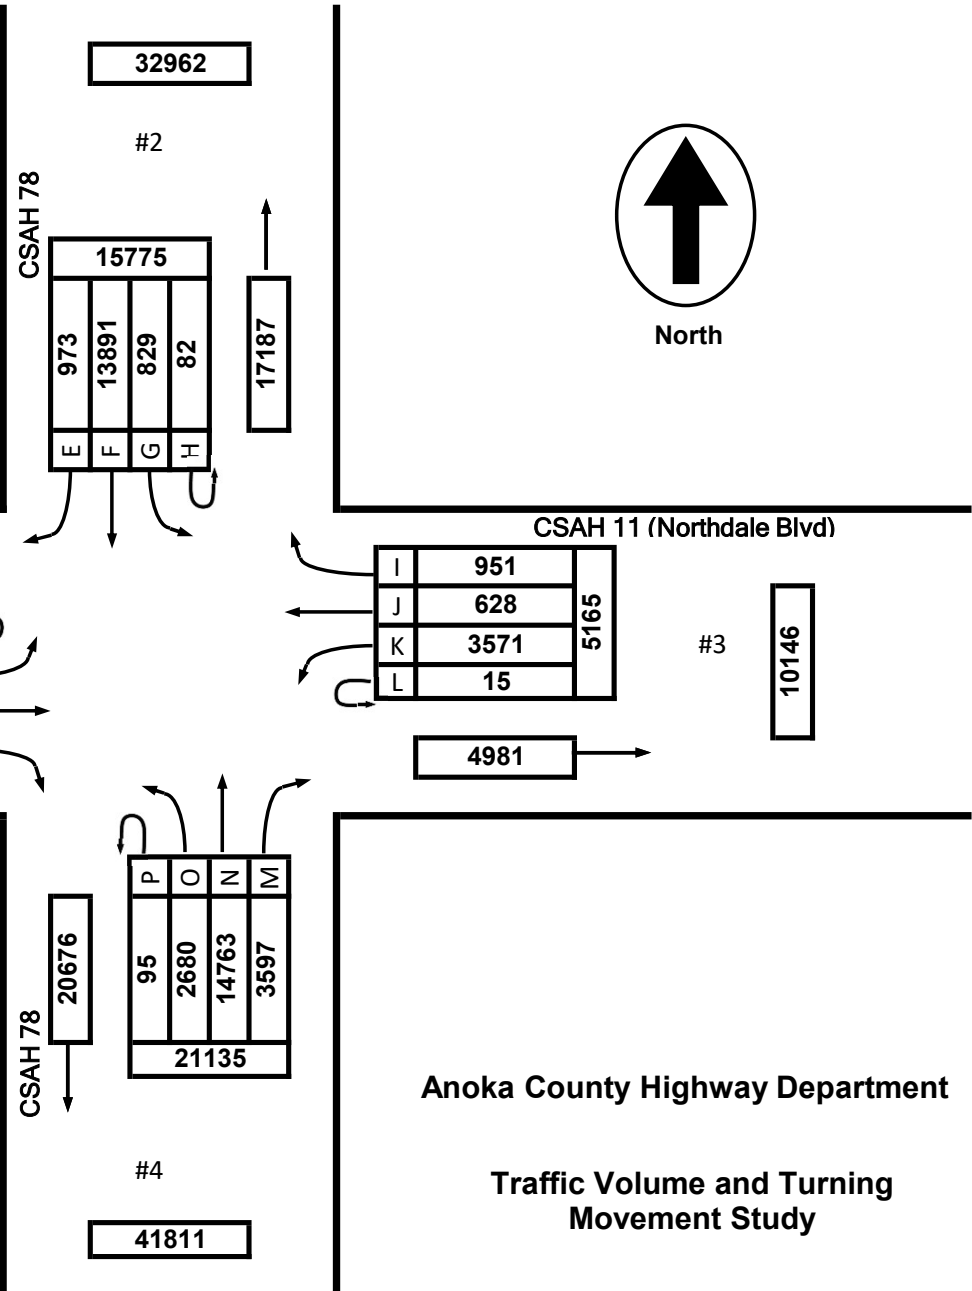 32962
#2
CSAH 78
15775
973
13891
829
82
17187
E
F
G
H
North
CSAH 11 (Northdale Blvd)
I 951
J 628
K 3571
L 15
5165
#3
10146
4981
P
O
N
M
95
2680
14763
3597
20676
21135
CSAH 78
#4
41811
Anoka County Highway Department
Traffic Volume and Turning
Movement Study